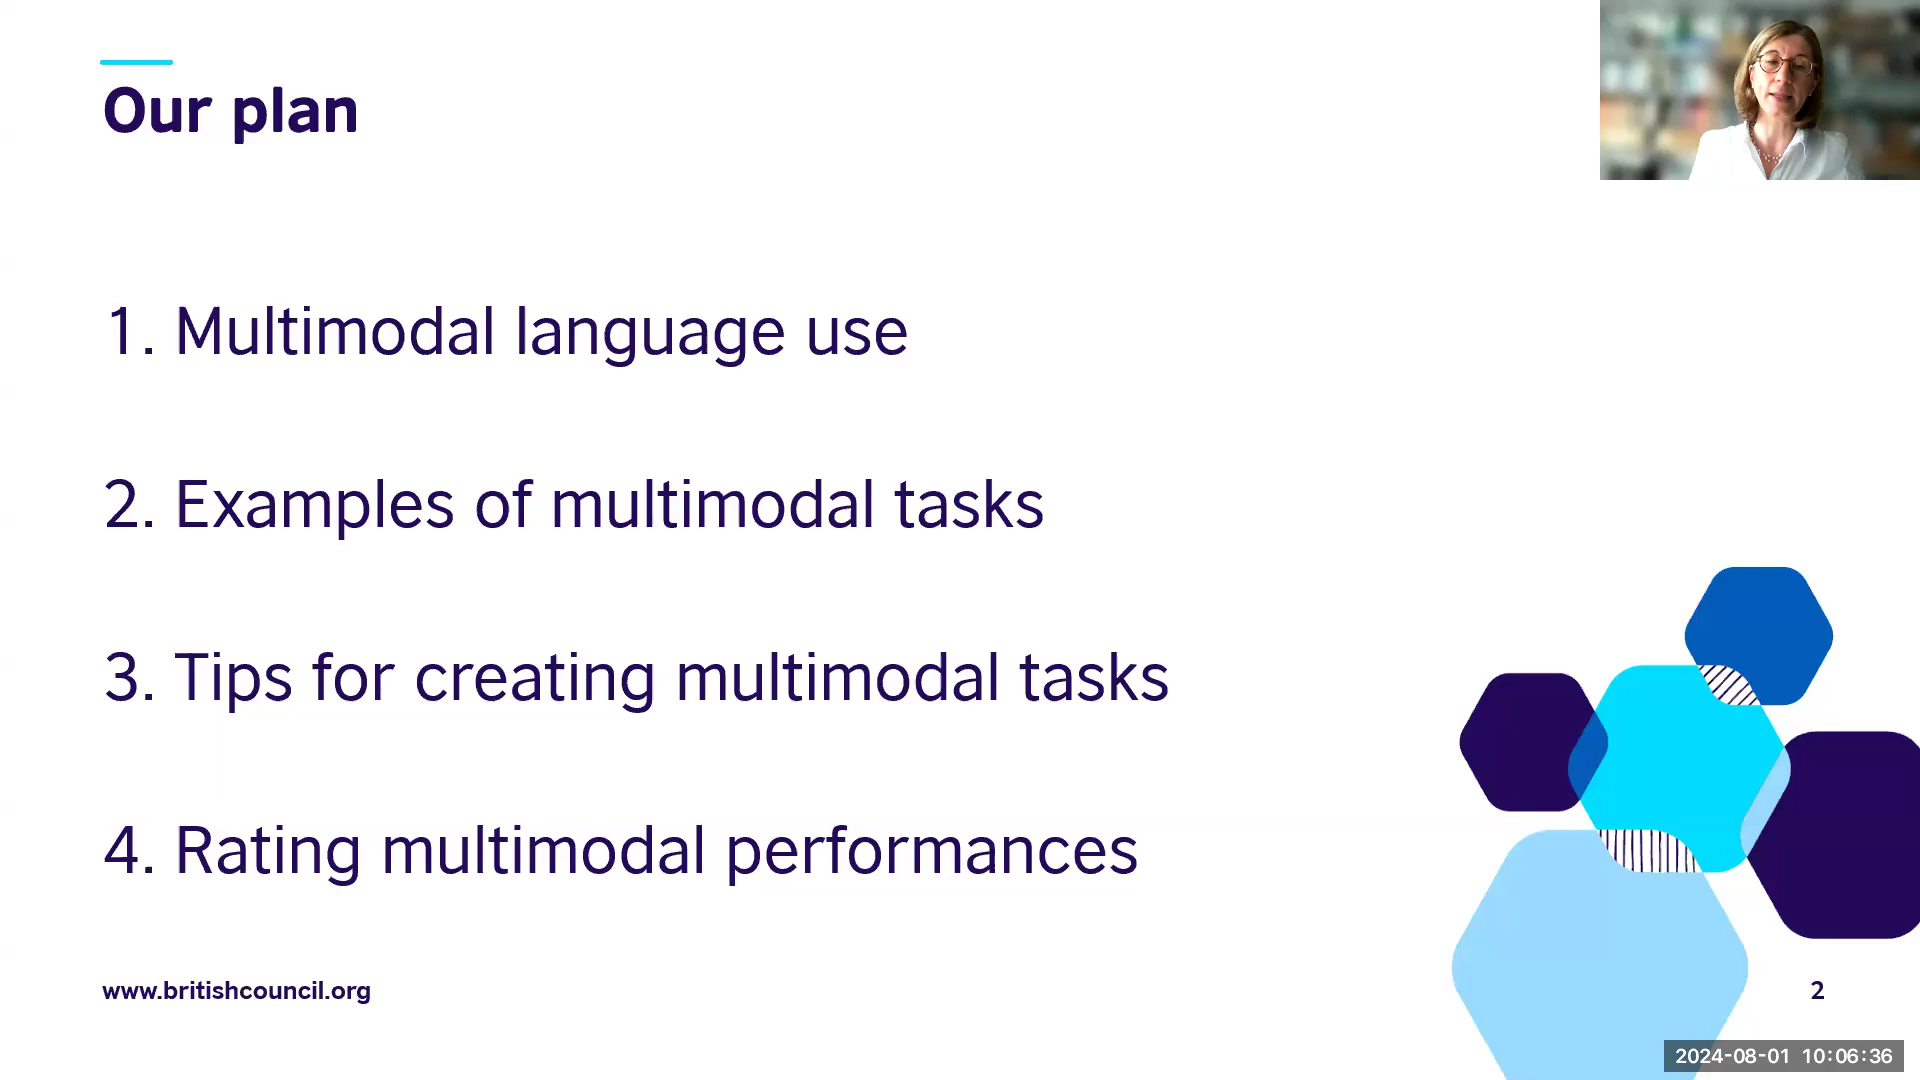 Our plan
1. Multimodal language use
2. Examples of multimodal tasks
3. Tips for creating multimodal tasks
4. Rating multimodal performances
www.britishcouncil.org
2
2024-08-01 10:06:36